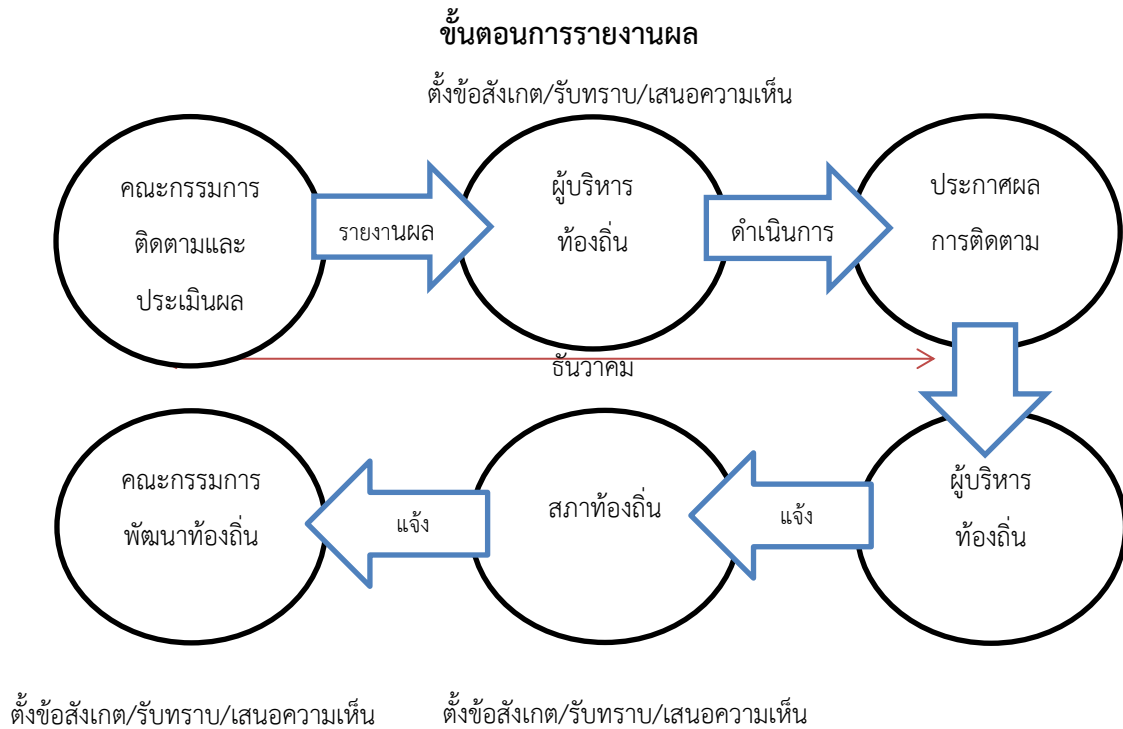 ขั้นตอนการรายงานผล
ตั้งข้อสังเกต/รับทราบ/เสนอความเห็น
คณะกรรมการ
ติดตามและ
ประเมินผล
รายงานผล
ผู้บริหาร
ท้องถิ่น
ดำเนินการ
ประกาศผล
การติดตาม
ธันวาคม
ผู้บริหาร
ท้องถิ่น
แจ้ง
สภาท้องถิ่น
แจ้ง
คณะกรรมการ
พัฒนาท้องถิ่น
ตั้งข้อสังเกต/รับทราบ/เสนอความเห็น
ตั้งข้อสังเกต/รับทราบ/เสนอความเห็น